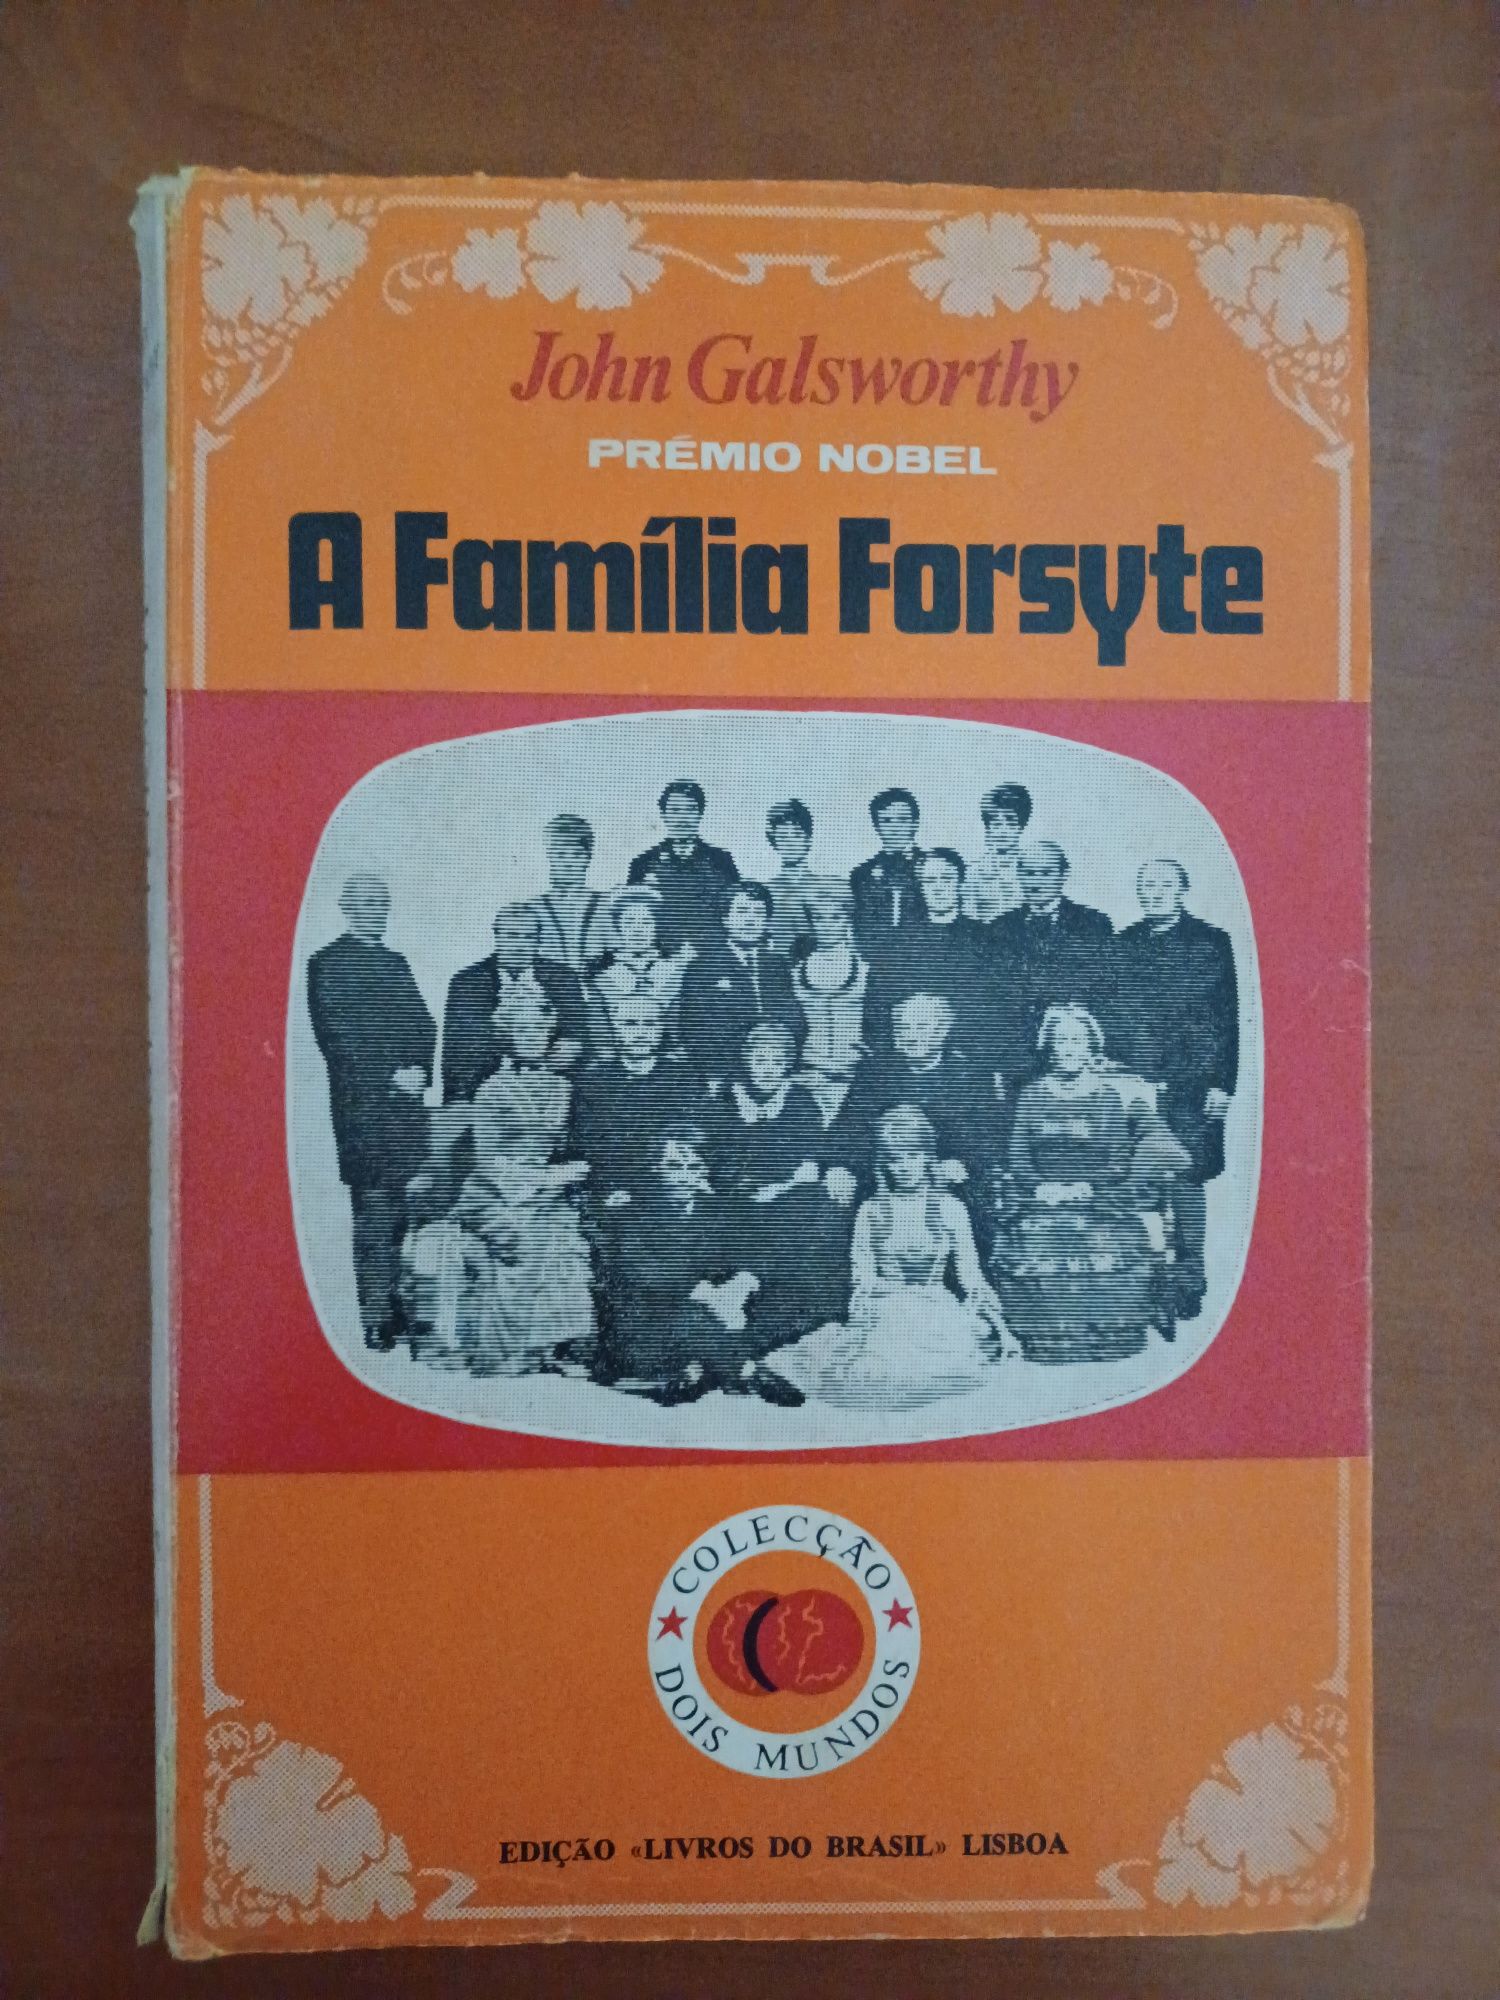 John Galsworthy
PRÉMIO NOBEL
A Família Forsyte
COLECÇÃO
DOIS MUNDOS
EDIÇÃO «LIVROS DO BRASIL» LISBOA